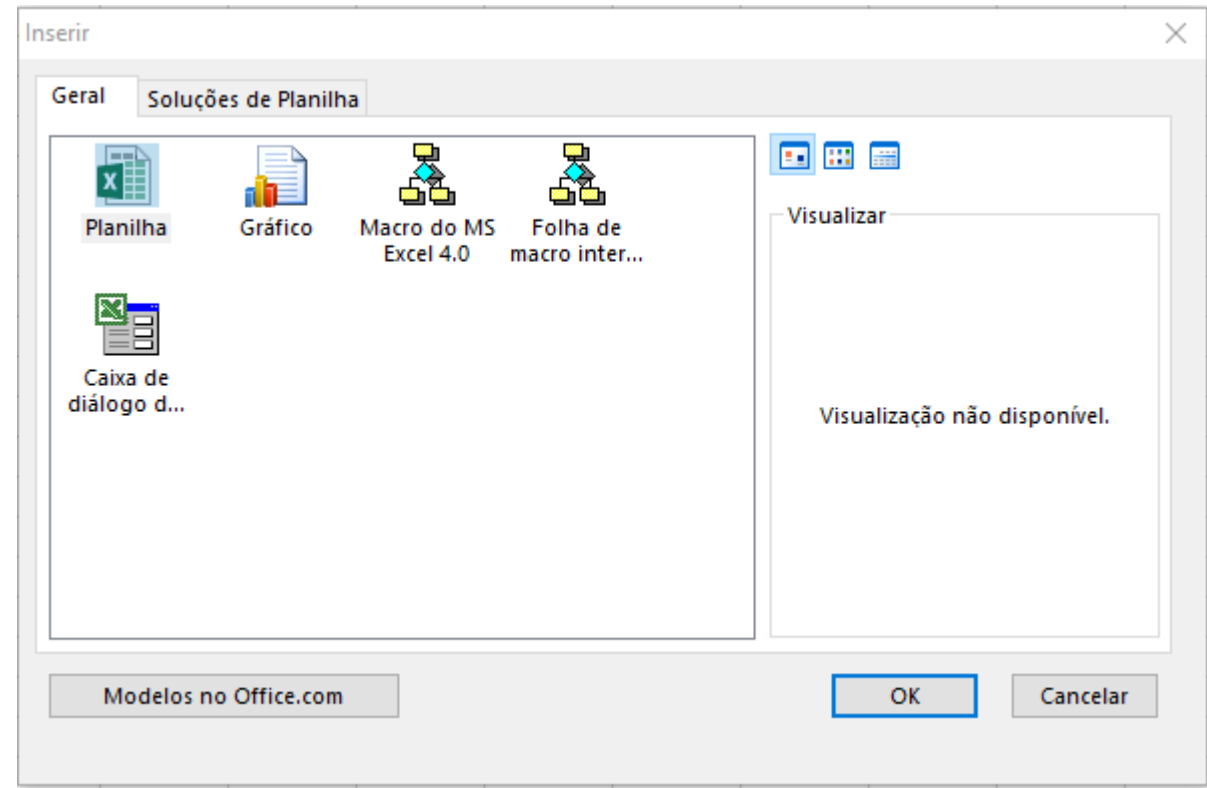 Inserir
Geral
Soluções de Planilha
Planilha
Gráfico
Macro do MS
Excel 4.0
Folha de
macro inter...
Caixa de
diálogo d...
Visualizar
Visualização não disponível.
Modelos no Office.com
OK
Cancelar